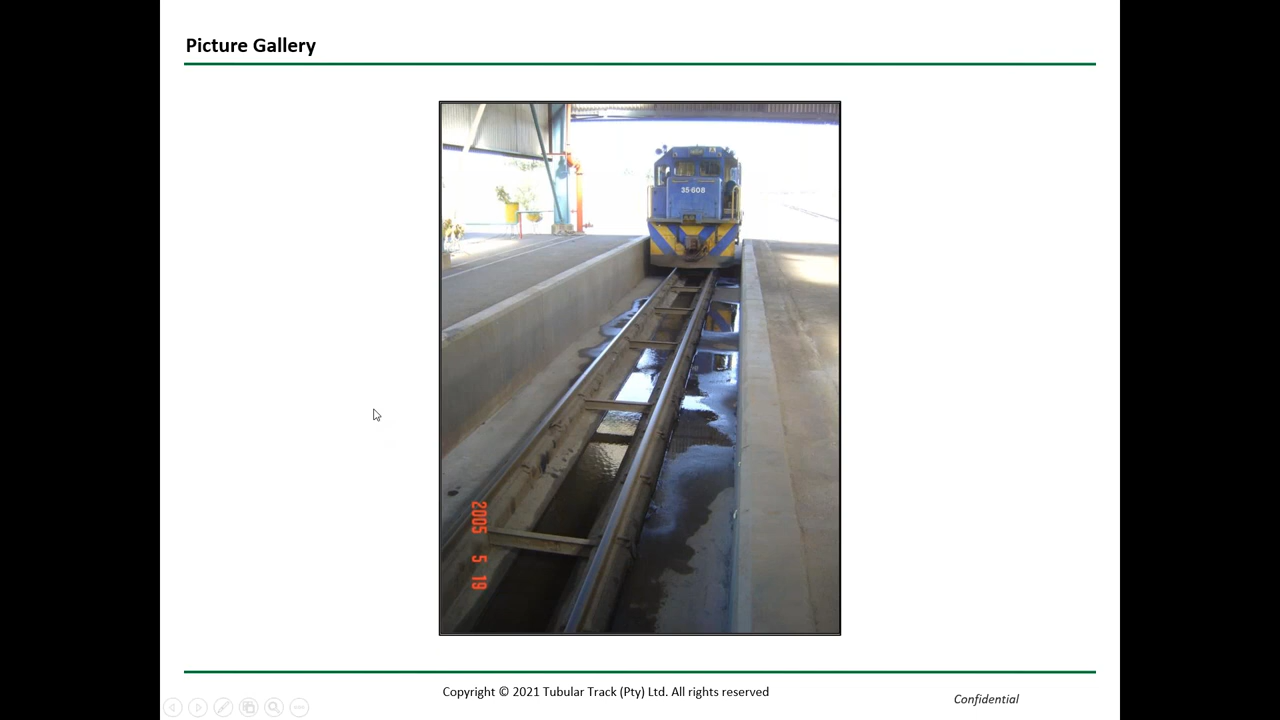 Picture Gallery
35-608
2005 5 19
Copyright © 2021 Tubular Track (Pty) Ltd. All rights reserved
Confidential